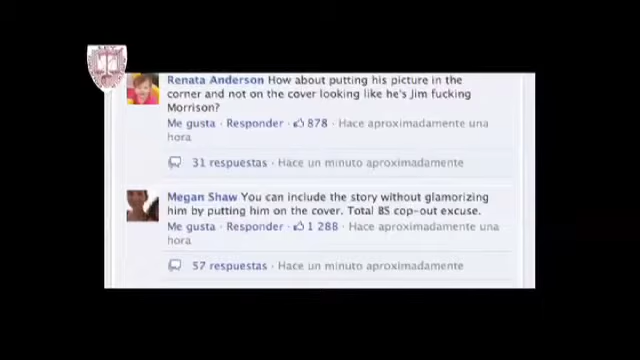 Renata Anderson How about putting his picture in the
corner and not on the cover looking like he's Jim fucking
Morrison?
Me gusta · Responder · 878 · Hace aproximadamente una
hora
31 respuestas · Hace un minuto aproximadamente
Megan Shaw You can include the story without glamorizing
him by putting him on the cover. Total BS cop-out excuse.
Me gusta · Responder · 1 288 · Hace aproximadamente una
hora
57 respuestas · Hace un minuto aproximadamente